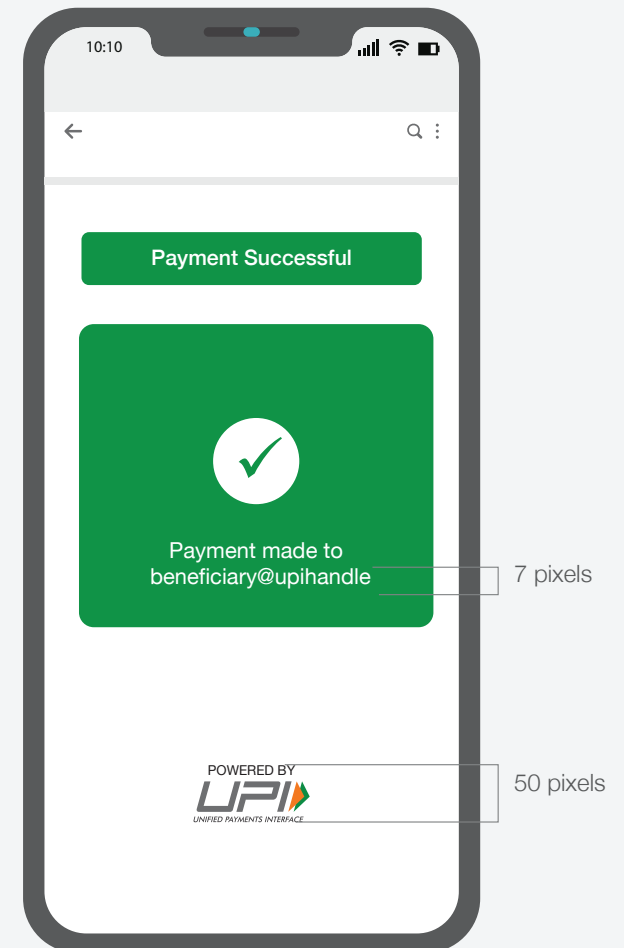 10:10
Payment Successful
Payment made to
beneficiary@upihandle
7 pixels
POWERED BY
UPI
UNIFIED PAYMENTS INTERFACE
50 pixels